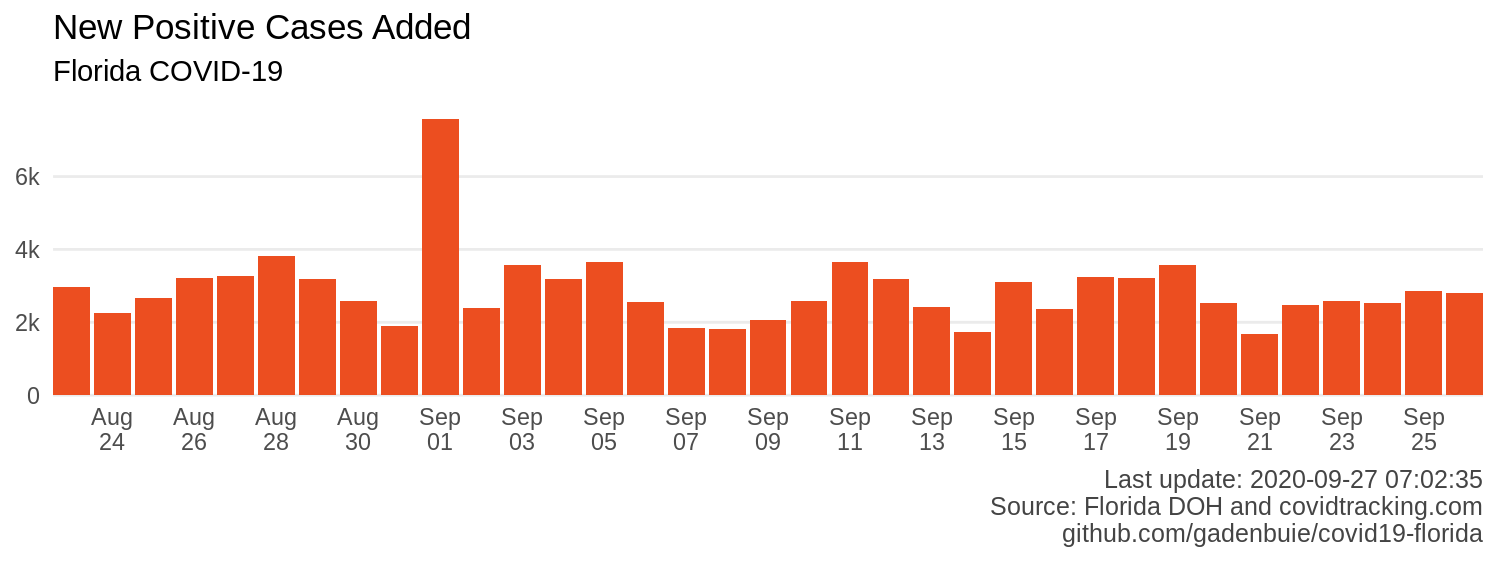 New Positive Cases Added
Florida COVID-19
6k
4k
2k
0
Aug Aug Aug Aug Sep Sep Sep Sep Sep Sep Sep Sep Sep Sep Sep Sep Sep
24 26 28 30 01 03 05 07 09 11 13 15 17 19 21 23 25
Last update: 2020-09-27 07:02:35
Source: Florida DOH and covidtracking.com
github.com/gadenbuie/covid19-florida